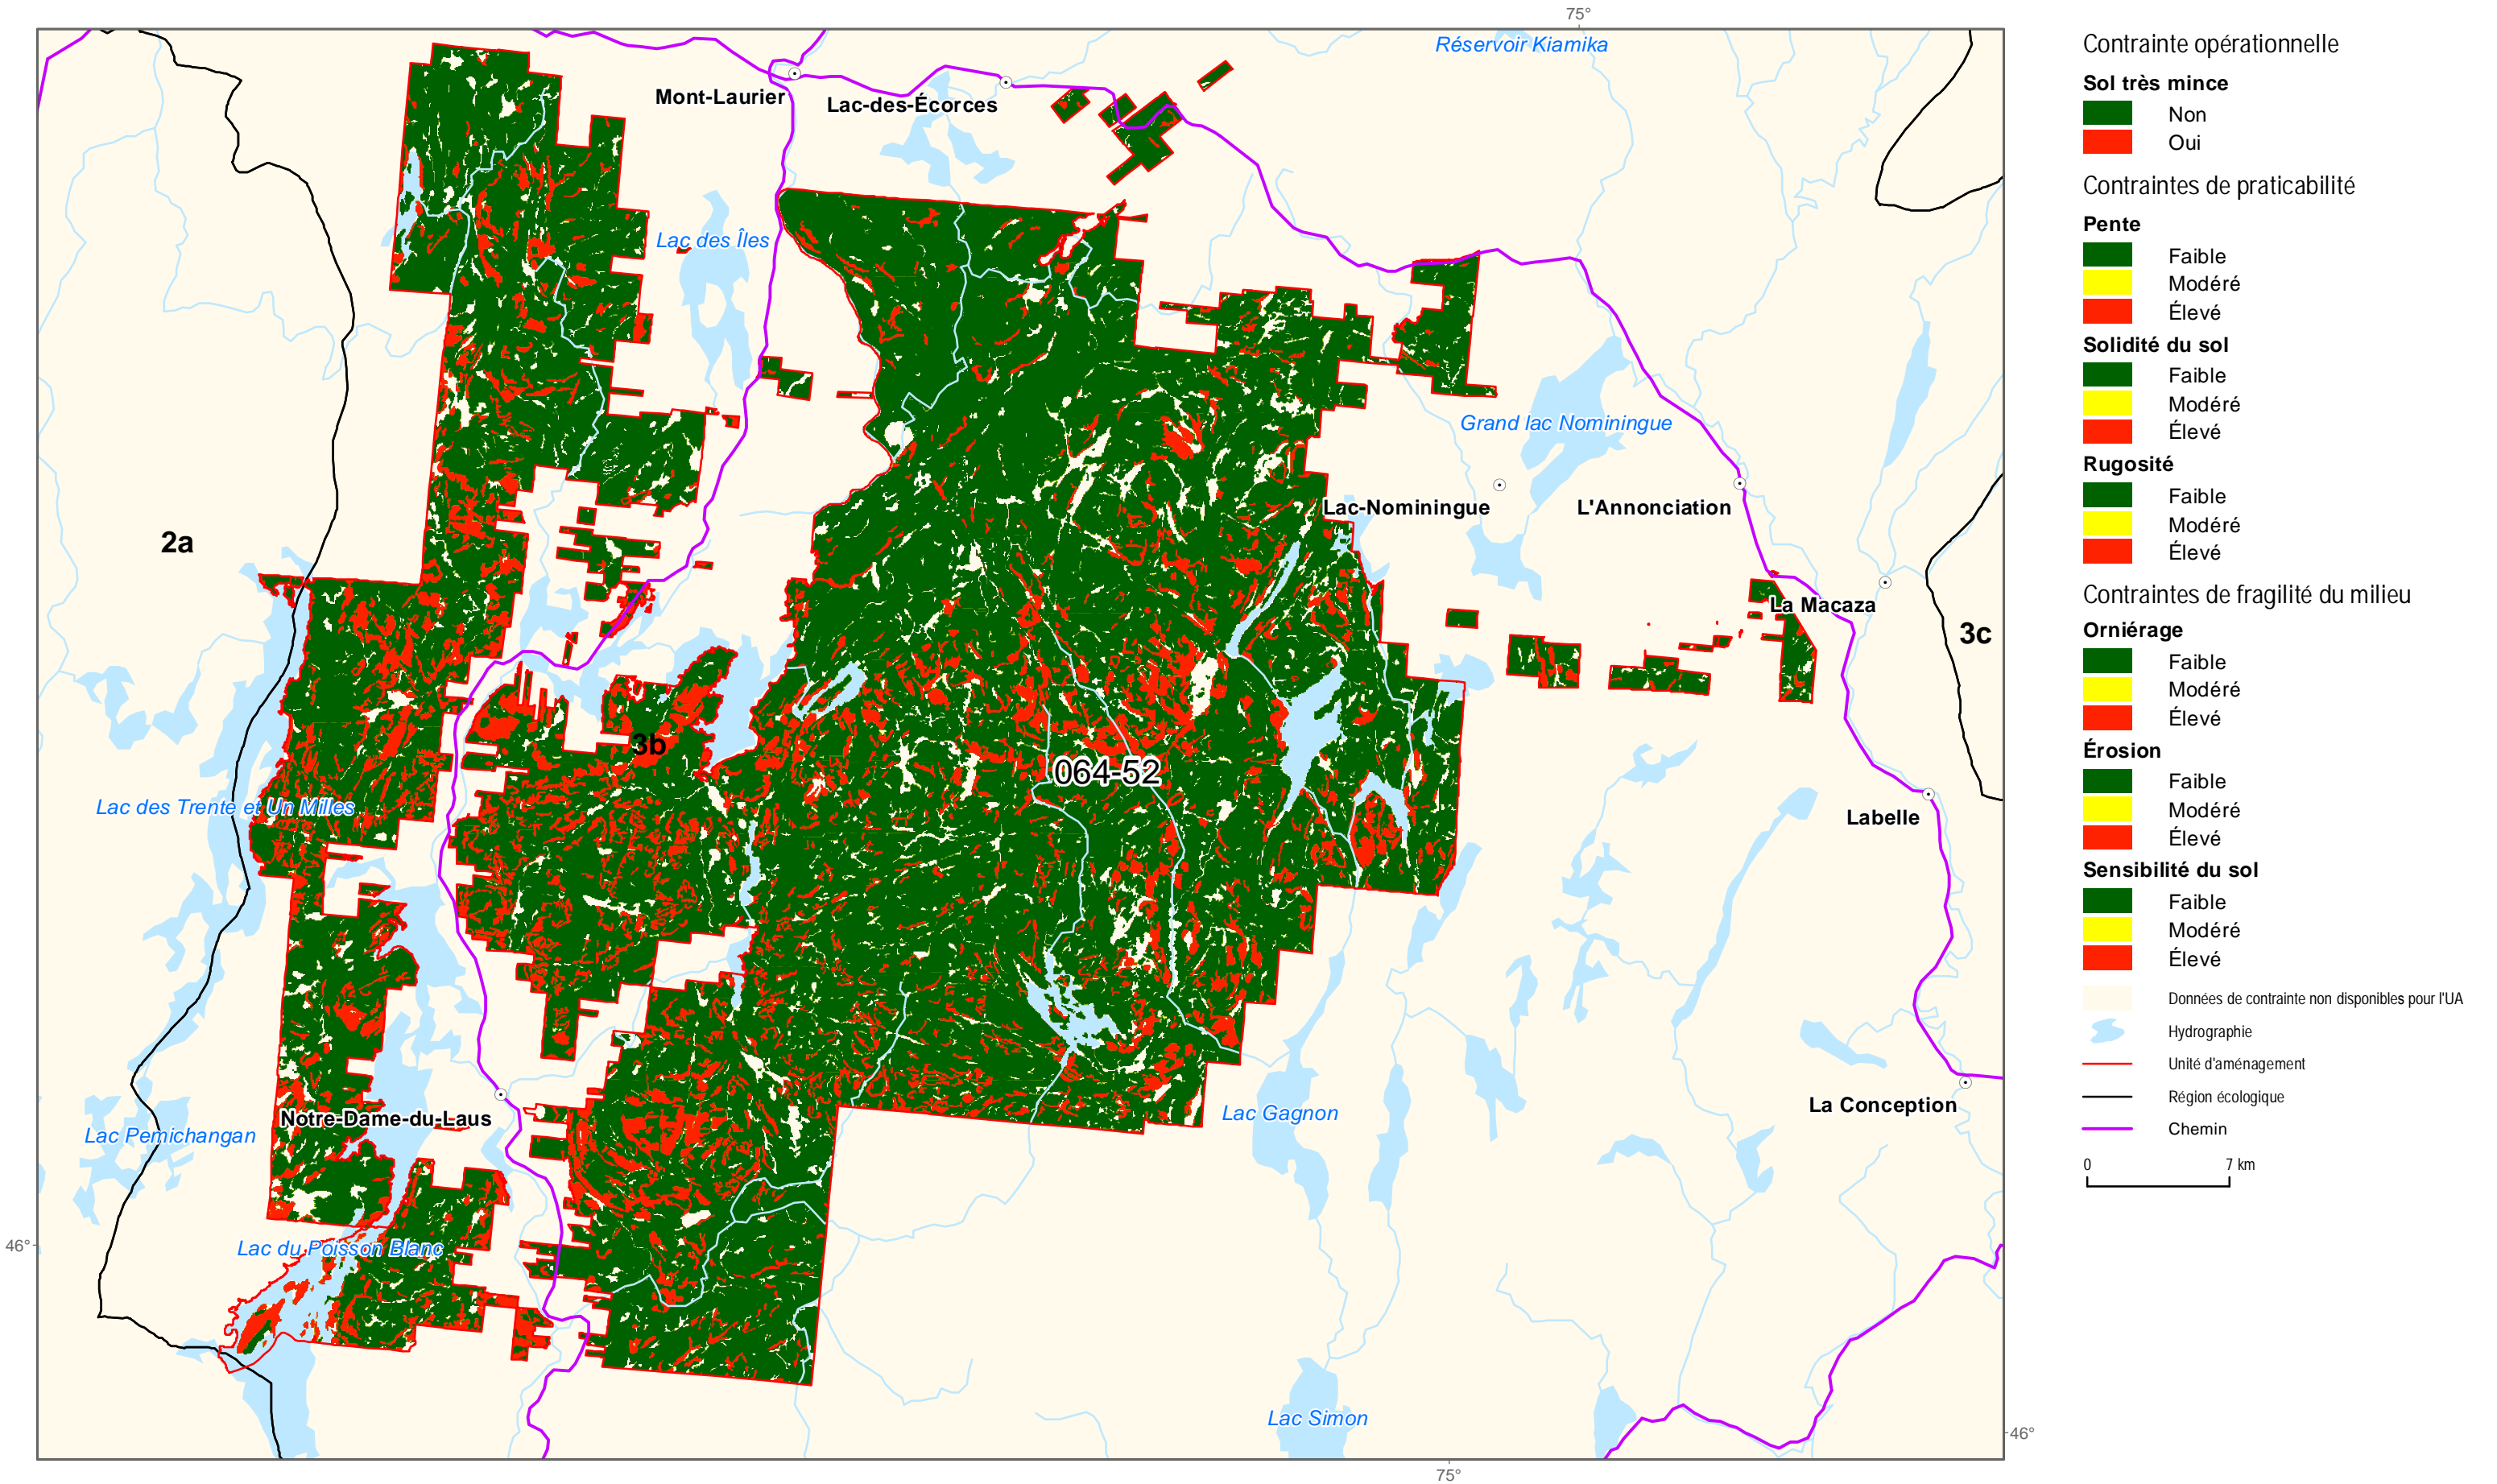 75°
Réservoir Kiamika
Mont-Laurier
Lac-des-Écorces
Lac des Îles
Grand lac Nominingue
Lac-Nominingue
L'Annonciation
2a
La Macaza
3c
3b
064-52
Lac des Trente et Un Milles
Labelle
Notre-Dame-du-Laus
Lac Pemichangan
Lac Gagnon
La Conception
46°
Lac du Poisson Blanc
Lac Simon
46°
75°
Contrainte opérationnelle
Sol très mince
Non
Oui
Contraintes de praticabilité
Pente
Faible
Modéré
Élevé
Solidité du sol
Faible
Modéré
Élevé
Rugosité
Faible
Modéré
Élevé
Contraintes de fragilité du milieu
Orniérage
Faible
Modéré
Élevé
Érosion
Faible
Modéré
Élevé
Sensibilité du sol
Faible
Modéré
Élevé
Données de contrainte non disponibles pour l'UA
Hydrographie
Unité d'aménagement
Région écologique
Chemin
0 7 km